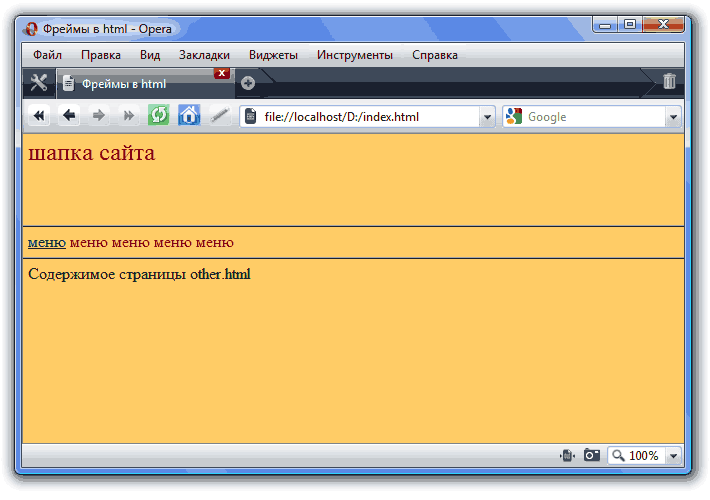 Фреймы в html - Opera
Файл Правка Вид Закладки Виджеты Инструменты Справка
Фреймы в html
file://localhost/D:/index.html Google
шапка сайта
меню меню меню меню меню
Содержимое страницы other.html
100%